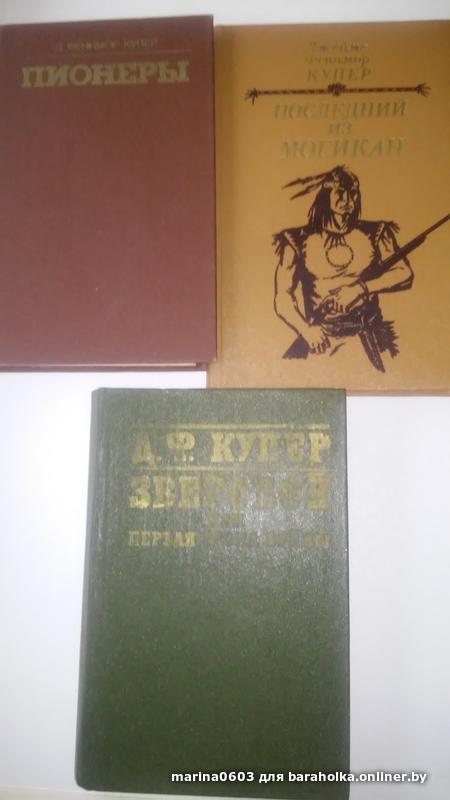 Д. ФЕНИМОР КУПЕР
ПИОНЕРЫ
Джеймс
Фенимор
КУПЕР
ПОСЛЕДНИЙ
ИЗ
МОГИКАН
Д. Ф. КУПЕР
ЗВЕРОБОЙ
ПЕРВАЯ
marina0603 для baraholka.onliner.by